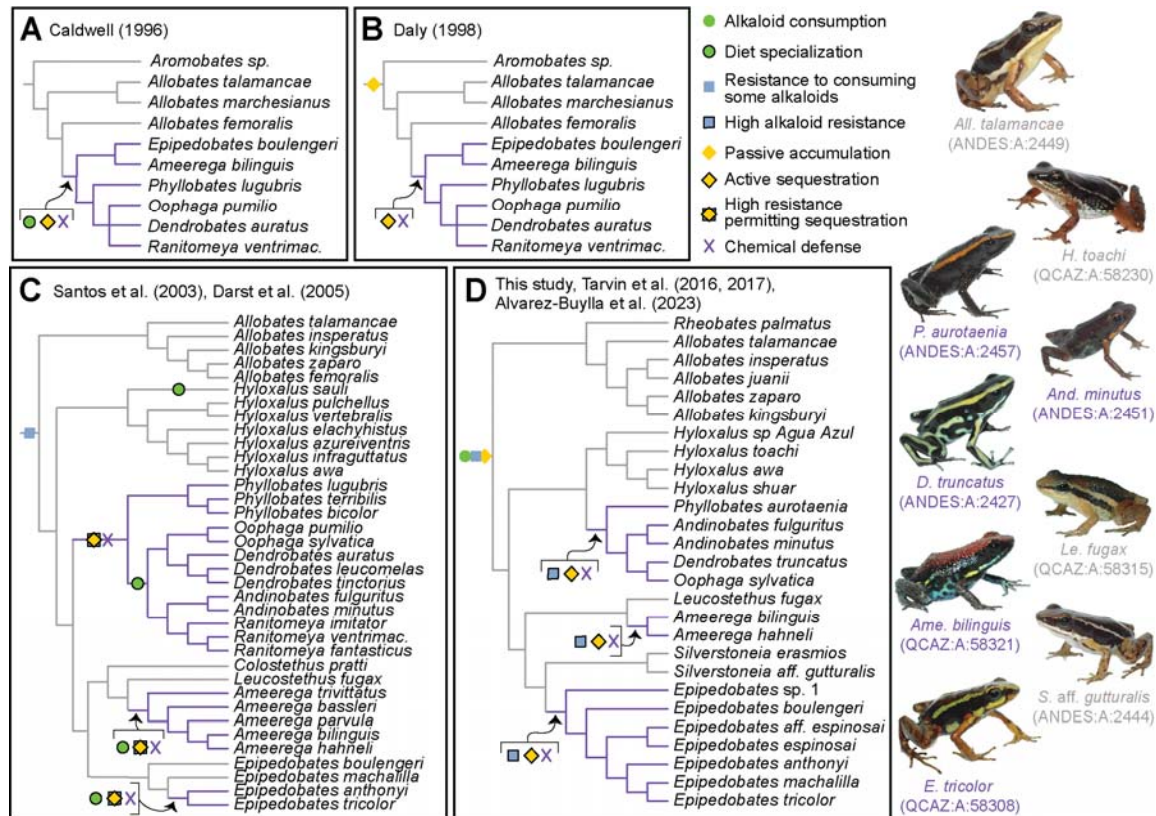 A Caldwell (1996)
Aromobates sp.
Allobates talamancae
Allobates marchesianus
Allobates femoralis
Epipedobates boulengeri
Ameerega bilinguis
Phyllobates lugubris
Oophaga pumilio
Dendrobates auratus
Ranitomeya ventrimac.
B Daly (1998)
Aromobates sp.
Allobates talamancae
Allobates marchesianus
Allobates femoralis
Epipedobates boulengeri
Ameerega bilinguis
Phyllobates lugubris
Oophaga pumilio
Dendrobates auratus
Ranitomeya ventrimac.
Alkaloid consumption
Diet specialization
Resistance to consuming
some alkaloids
High alkaloid resistance
Passive accumulation
Active sequestration
High resistance
permitting sequestration
Chemical defense
C Santos et al. (2003), Darst et al. (2005)
Allobates talamancae
Allobates insperatus
Allobates kingsburyi
Allobates zaparo
Allobates femoralis
Hyloxalus sauli
Hyloxalus pulchellus
Hyloxalus vertebralis
Hyloxalus elachyhistus
Hyloxalus azureiventris
Hyloxalus infraguttatus
Hyloxalus awa
Phyllobates lugubris
Phyllobates terribilis
Phyllobates bicolor
Oophaga pumilio
Oophaga sylvatica
Dendrobates auratus
Dendrobates leucomelas
Dendrobates tinctorius
Andinobates fulguritus
Andinobates minutus
Ranitomeya imitator
Ranitomeya ventrimac.
Ranitomeya fantasticus
Colostethus pratti
Leucostethus fugax
Ameerega trivittatus
Ameerega bassleri
Ameerega parvula
Ameerega bilinguis
Ameerega hahneli
Epipedobates boulengeri
Epipedobates machalilla
Epipedobates anthonyi
Epipedobates tricolor
D This study, Tarvin et al. (2016, 2017),
Alvarez-Buylla et al. (2023)
Rheobates palmatus
Allobates talamancae
Allobates insperatus
Allobates juanii
Allobates zaparo
Allobates kingsburyi
Hyloxalus sp Agua Azul
Hyloxalus toachi
Hyloxalus awa
Hyloxalus shuar
Phyllobates aurotaenia
Andinobates fulguritus
Andinobates minutus
Dendrobates truncatus
Oophaga sylvatica
Leucostethus fugax
Ameerega bilinguis
Ameerega hahneli
Silverstoneia erasmios
Silverstoneia aff. gutturalis
Epipedobates sp. 1
Epipedobates boulengeri
Epipedobates aff. espinosai
Epipedobates espinosai
Epipedobates anthonyi
Epipedobates machalilla
Epipedobates tricolor
All. talamancae
(ANDES:A:2449)
H. toachi
(QCAZ:A:58230)
P. aurotaenia
(ANDES:A:2457)
And. minutus
(ANDES:A:2451)
D. truncatus
(ANDES:A:2427)
Le. fugax
(QCAZ:A:58315)
Ame. bilinguis
(QCAZ:A:58321)
S. aff. gutturalis
(ANDES:A:2444)
E. tricolor
(QCAZ:A:58308)